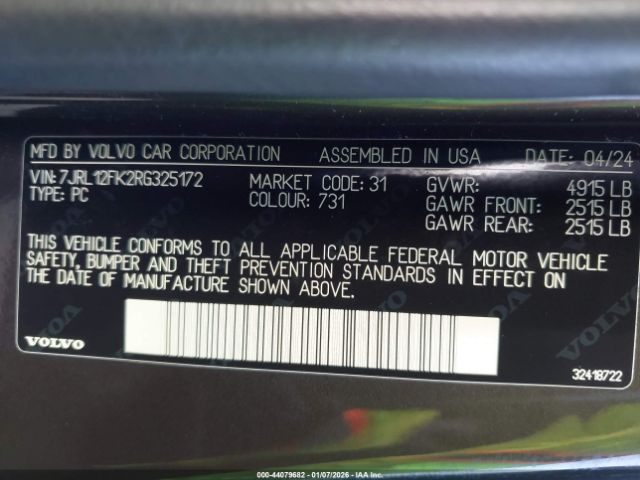 MFD BY VOLVO CAR CORPORATION ASSEMBLED IN USA DATE: 04/24
VIN: 7JRL12FK2RG325172 MARKET CODE: 31 GVWR: 4915 LB
TYPE: PC COLOUR: 731 GAWR FRONT: 2515 LB
GAWR REAR: 2515 LB
THIS VEHICLE CONFORMS TO ALL APPLICABLE FEDERAL MOTOR VEHICLE
SAFETY, BUMPER AND THEFT PREVENTION STANDARDS IN EFFECT ON
THE DATE OF MANUFACTURE SHOWN ABOVE.
VOLVO
32418722
000-44079682 - 01/07/2026 - IAA Inc.